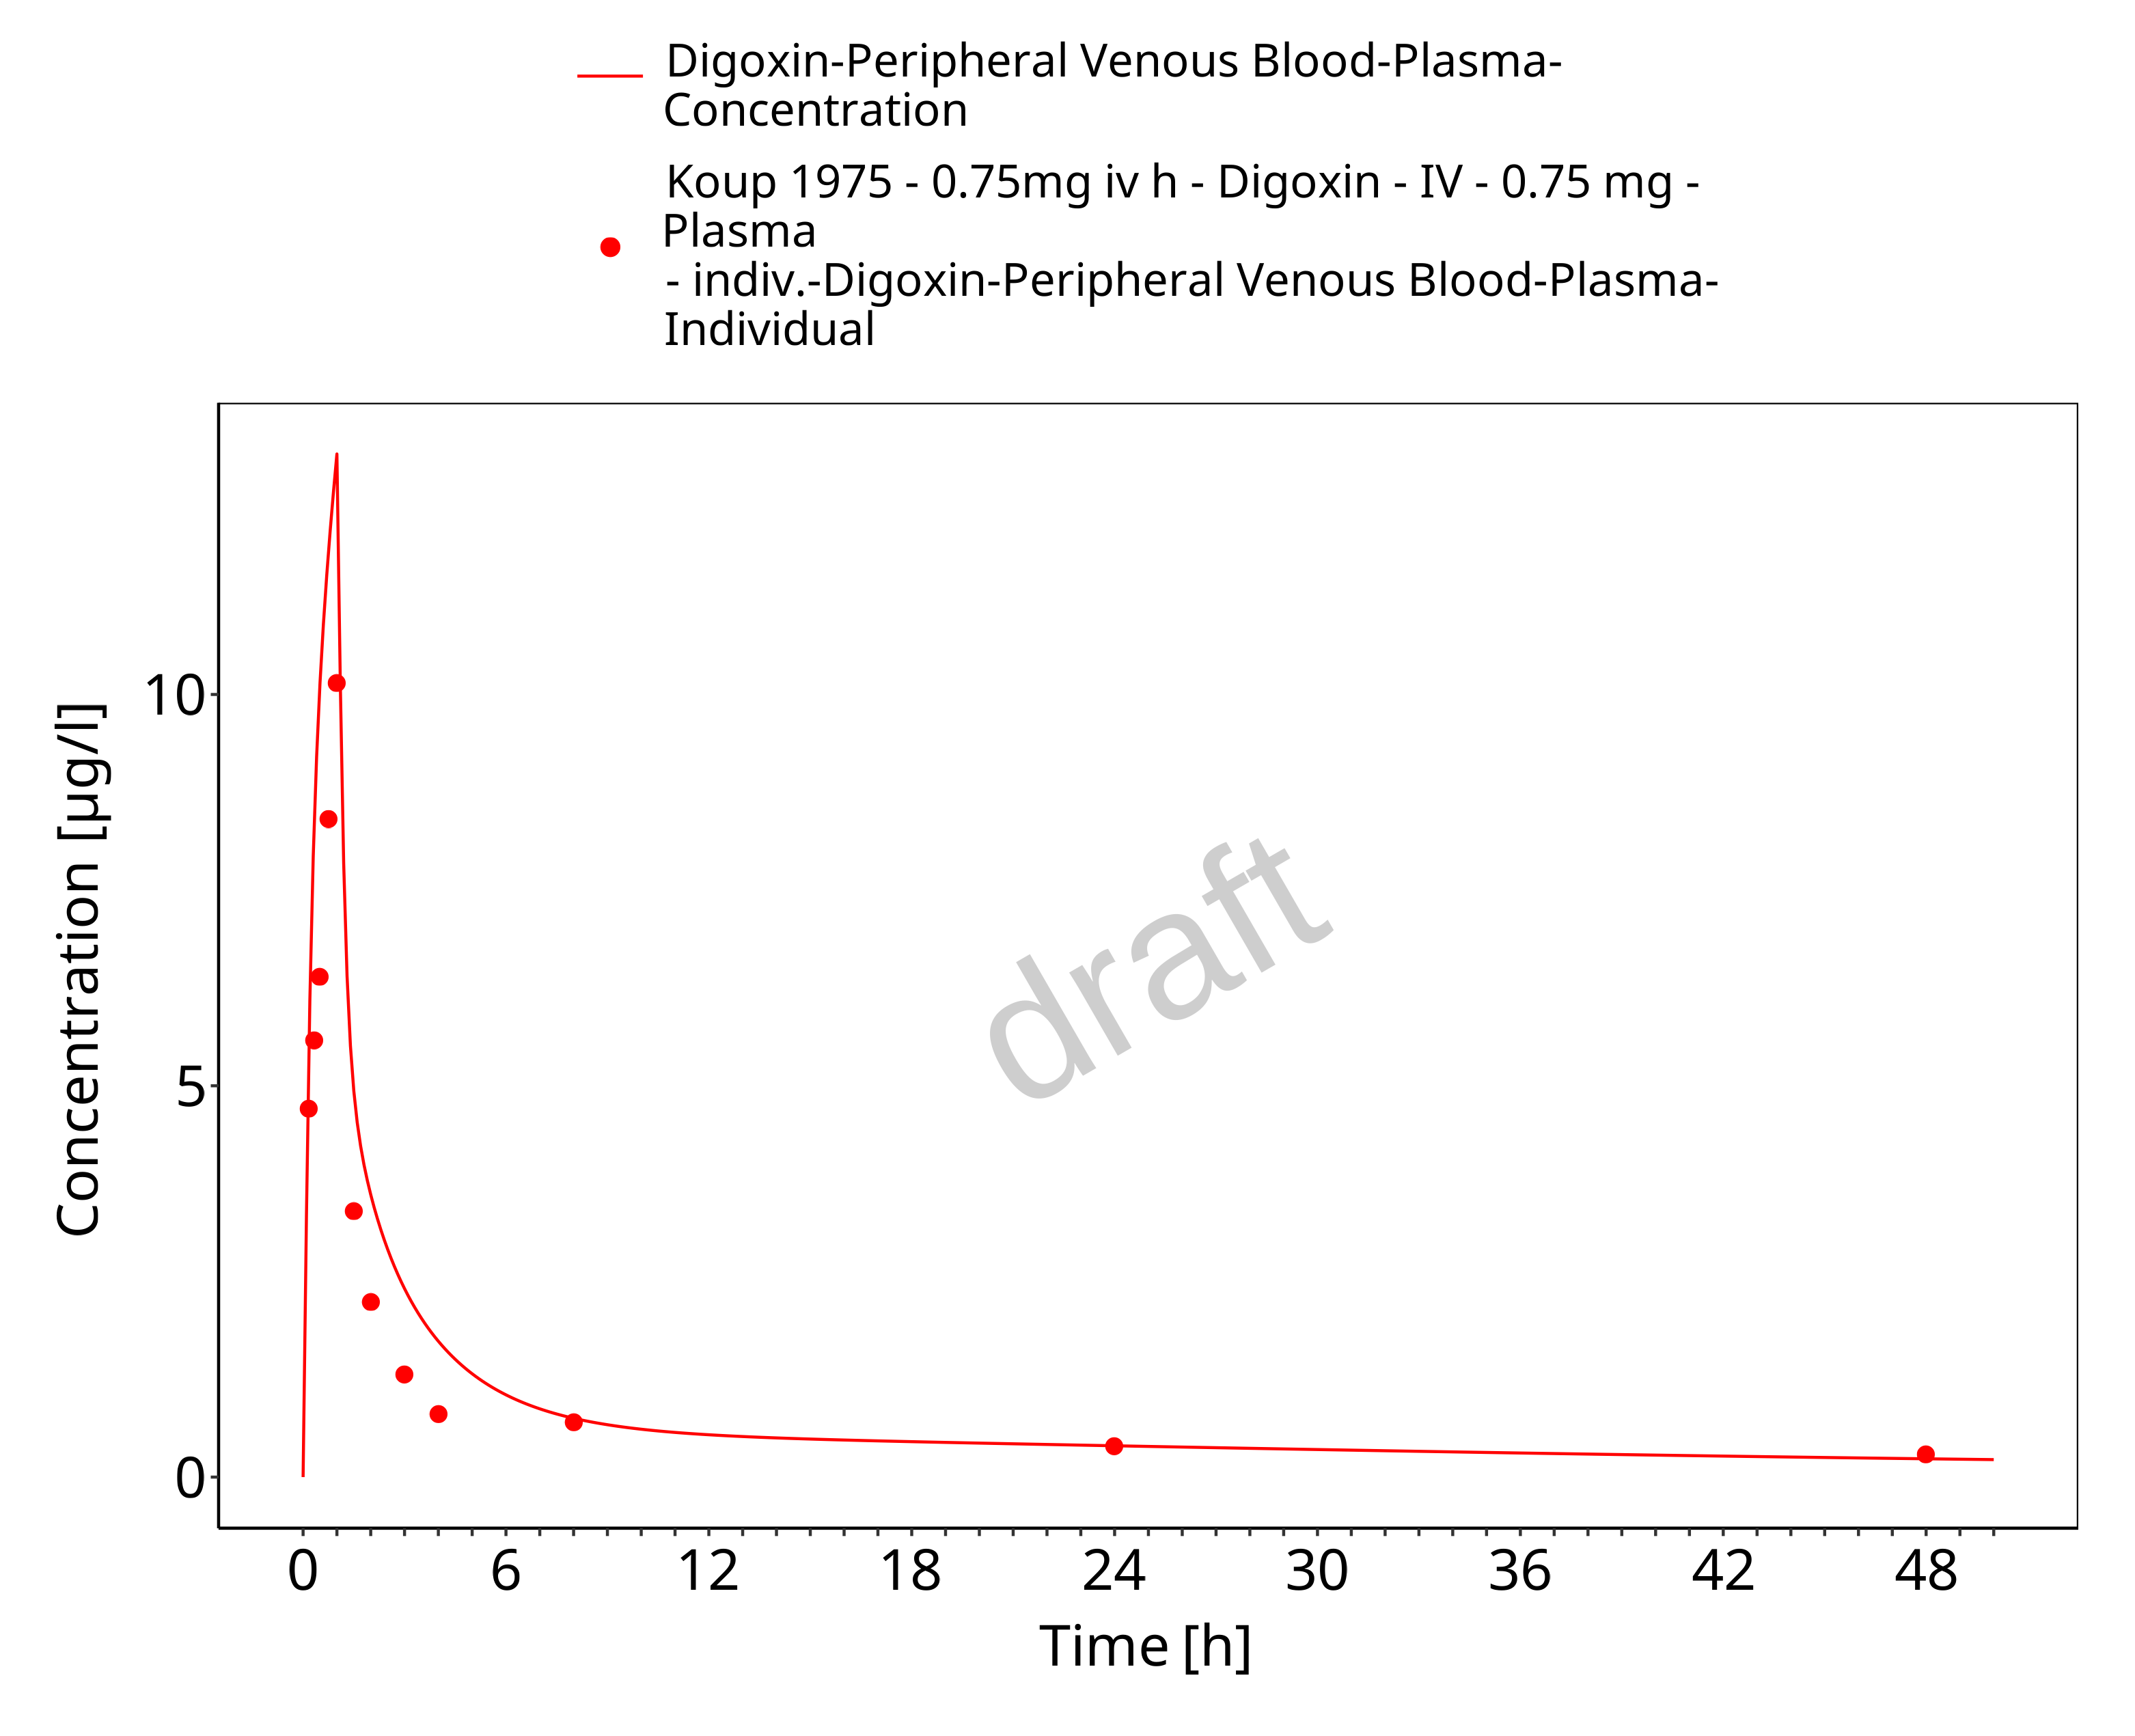 Digoxin-Peripheral Venous Blood-Plasma-
Concentration
Koup 1975 - 0.75mg iv h - Digoxin - IV - 0.75 mg -
Plasma
- indiv.-Digoxin-Peripheral Venous Blood-Plasma-
Individual
Concentration [µg/l]
10
5
0
draft
0 6 12 18 24 30 36 42 48
Time [h]